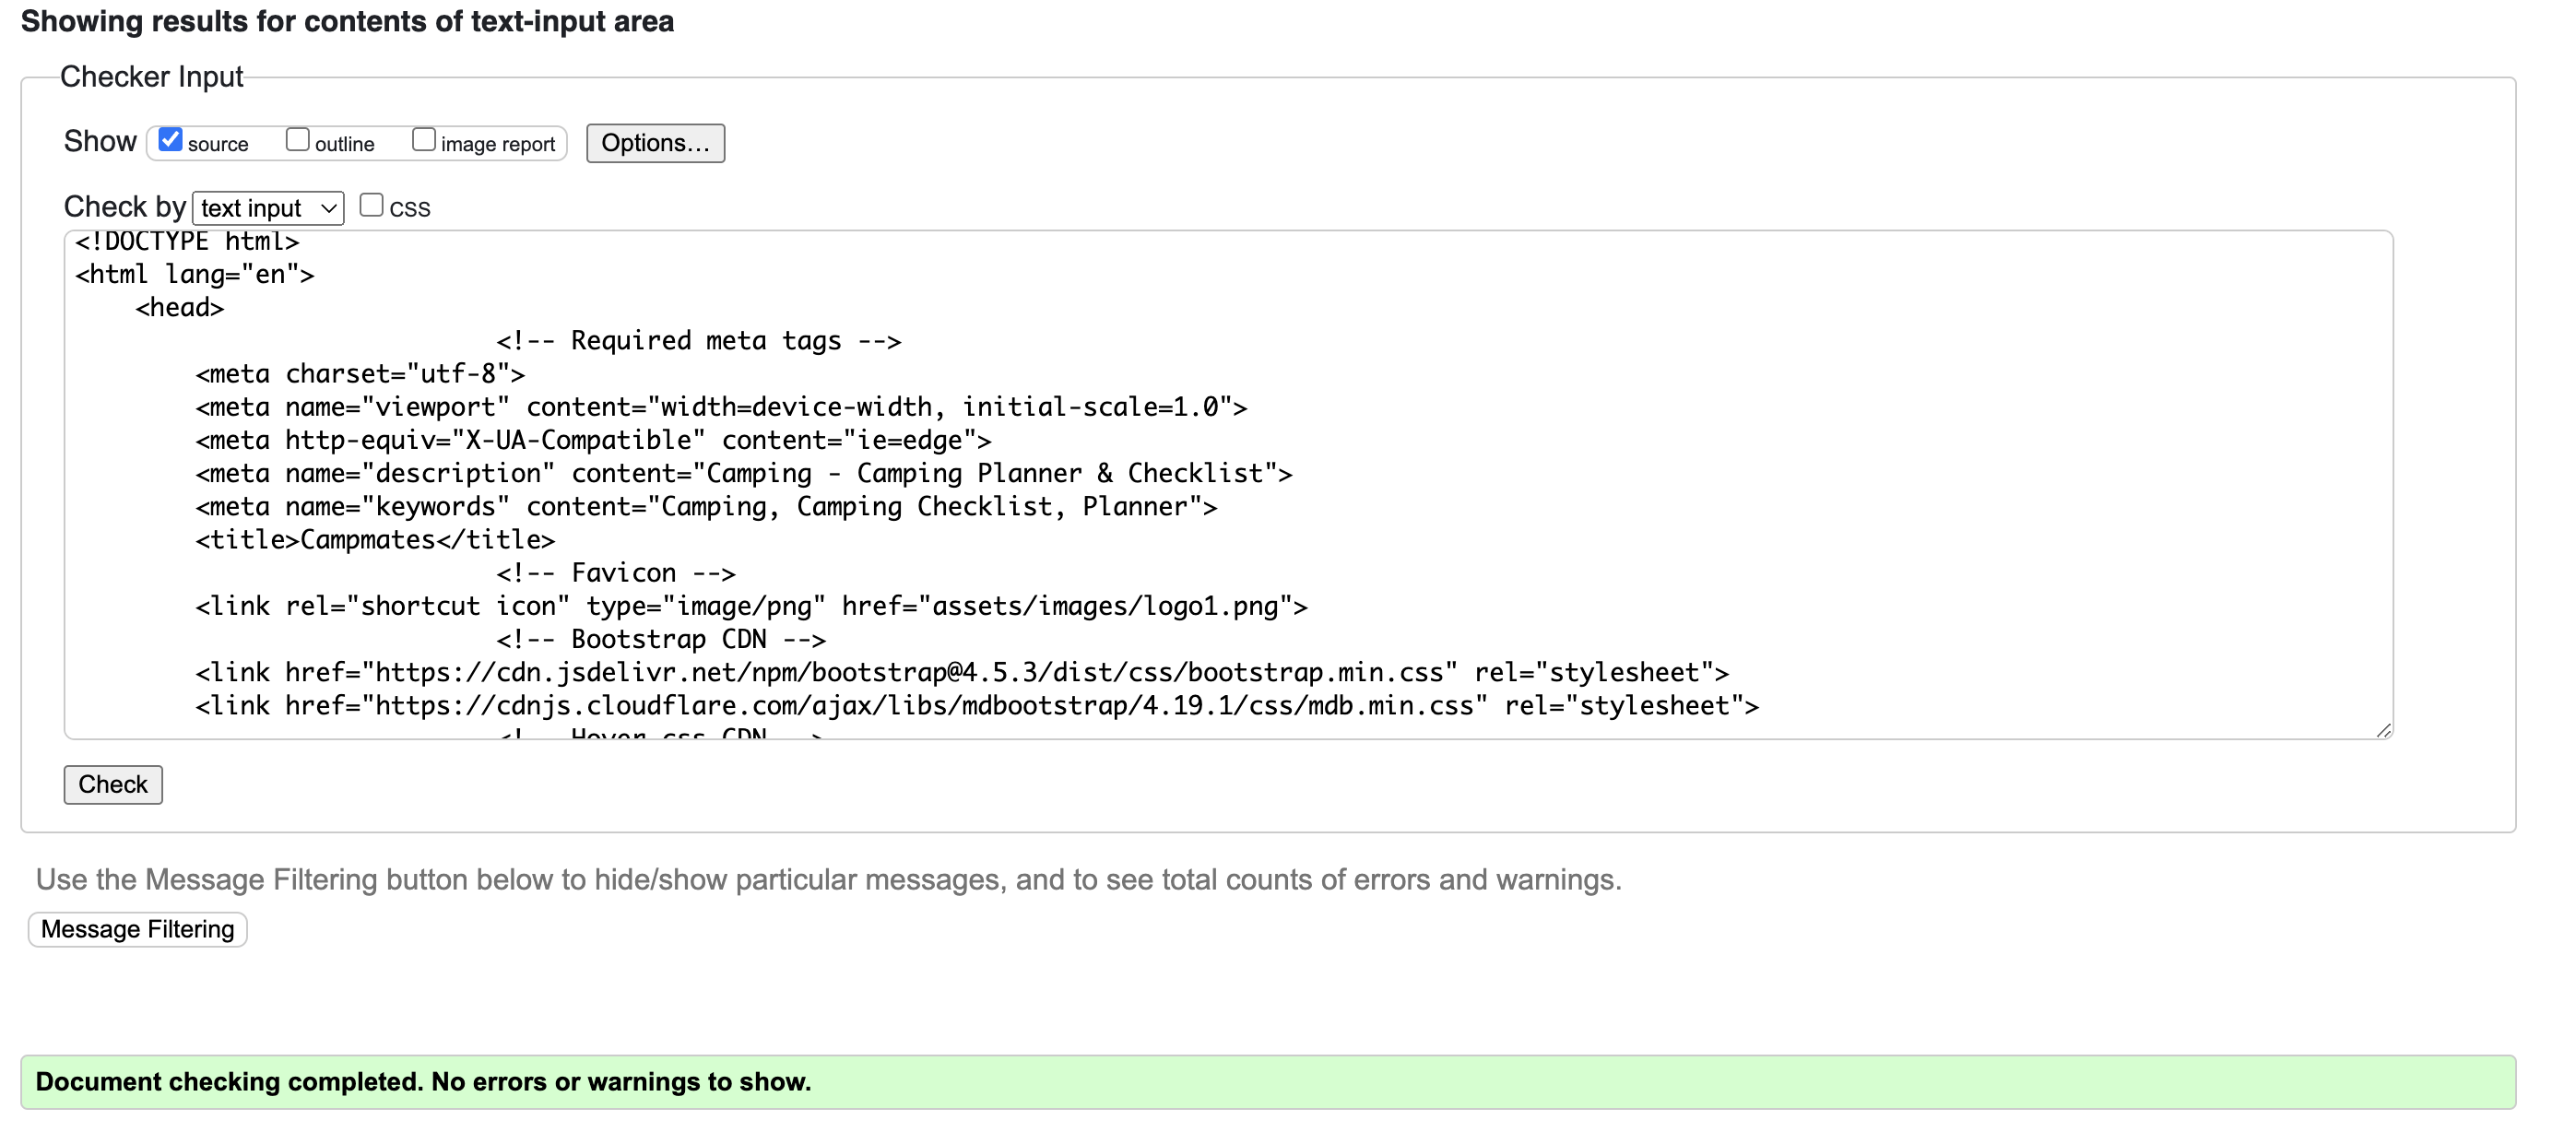 Showing results for contents of text-input area
Checker Input
Show source outline image report Options...
Check by text input CSS
<!DOCTYPE html>
<html lang="en">
    <head>
                            <!-- Required meta tags -->
        <meta charset="utf-8">
        <meta name="viewport" content="width=device-width, initial-scale=1.0">
        <meta http-equiv="X-UA-Compatible" content="ie=edge">
        <meta name="description" content="Camping - Camping Planner & Checklist">
        <meta name="keywords" content="Camping, Camping Checklist, Planner">
        <title>Campmates</title>
                            <!-- Favicon -->
        <link rel="shortcut icon" type="image/png" href="assets/images/logo1.png">
                            <!-- Bootstrap CDN -->
        <link href="https://cdn.jsdelivr.net/npm/bootstrap@4.5.3/dist/css/bootstrap.min.css" rel="stylesheet">
        <link href="https://cdnjs.cloudflare.com/ajax/libs/mdbootstrap/4.19.1/css/mdb.min.css" rel="stylesheet">
                            <!-- Hover css CDN -->
Check
Use the Message Filtering button below to hide/show particular messages, and to see total counts of errors and warnings.
Message Filtering
Document checking completed. No errors or warnings to show.